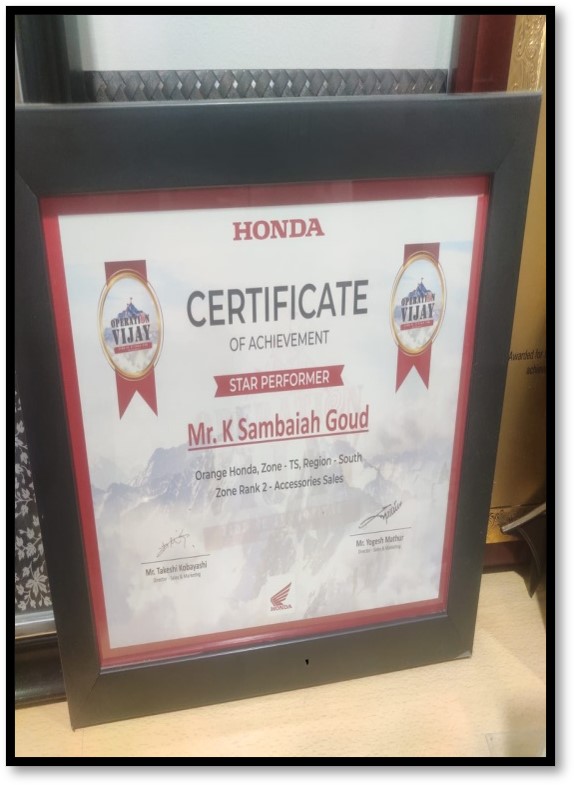 HONDA
CERTIFICATE
OF ACHIEVEMENT
STAR PERFORMER
Mr. K Sambaiah Goud
Orange Honda, Zone - TS, Region - South
Zone Rank 2 - Accessories Sales
OPERATION
VIJAY
OPERATION
VIJAY
Mr. Takeshi Kobayashi
Director - Sales & Marketing
Mr. Yogesh Mathur
Director - Sales & Marketing
HONDA
Awarded for